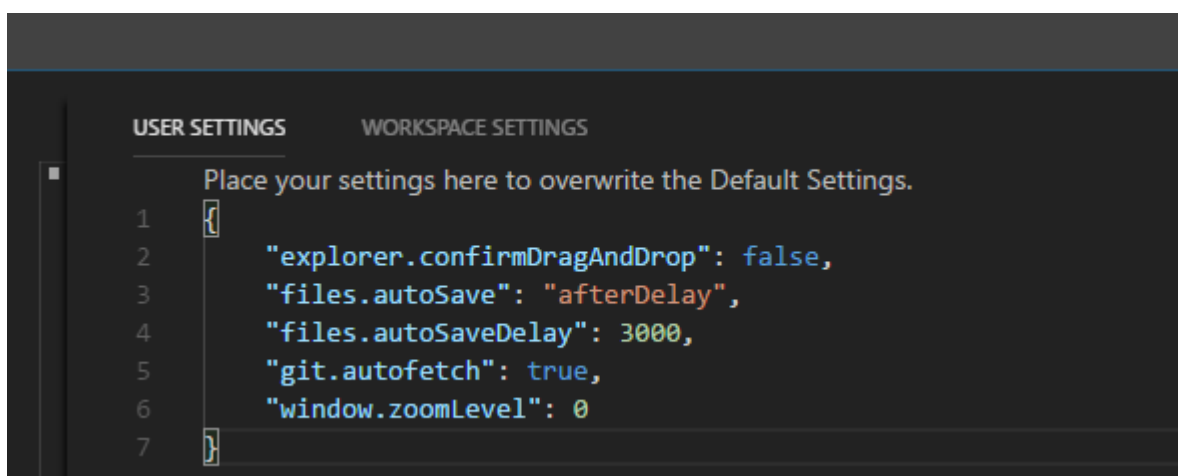 USER SETTINGS WORKSPACE SETTINGS
Place your settings here to overwrite the Default Settings.
1 {
2 "explorer.confirmDragAndDrop": false,
3 "files.autoSave": "afterDelay",
4 "files.autoSaveDelay": 3000,
5 "git.autofetch": true,
6 "window.zoomLevel": 0
7 }